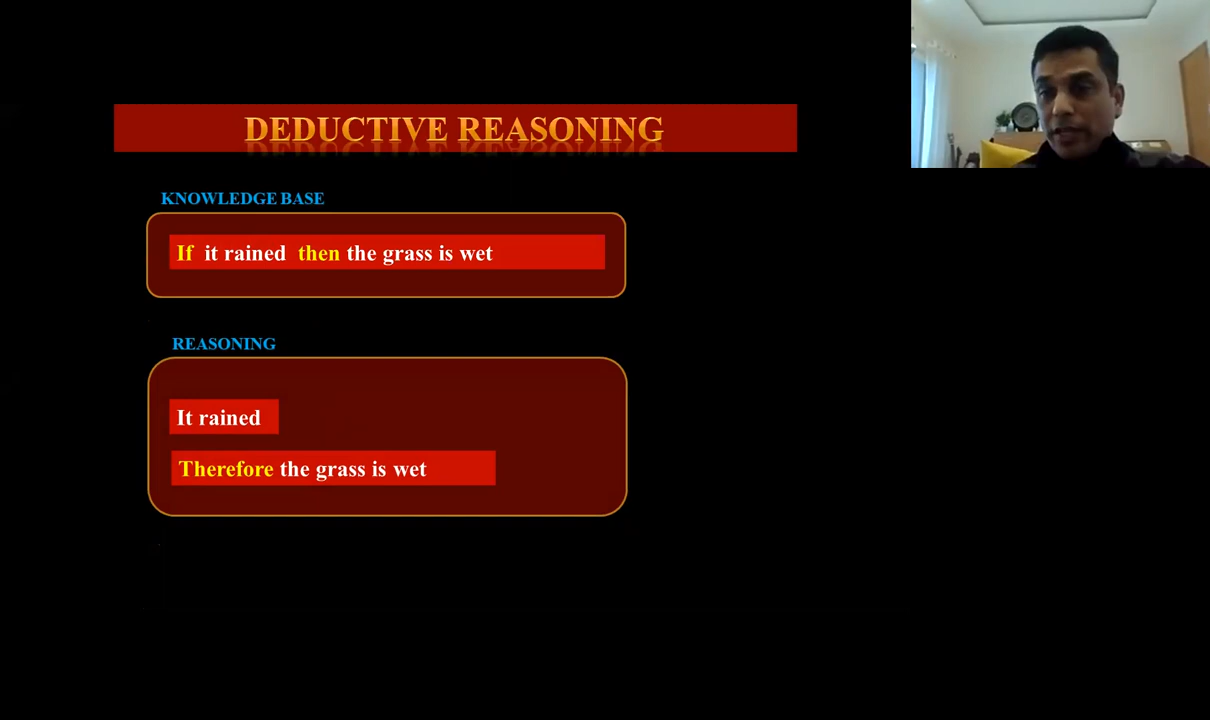 DEDUCTIVE REASONING
KNOWLEDGE BASE
If it rained then the grass is wet
REASONING
It rained
Therefore the grass is wet